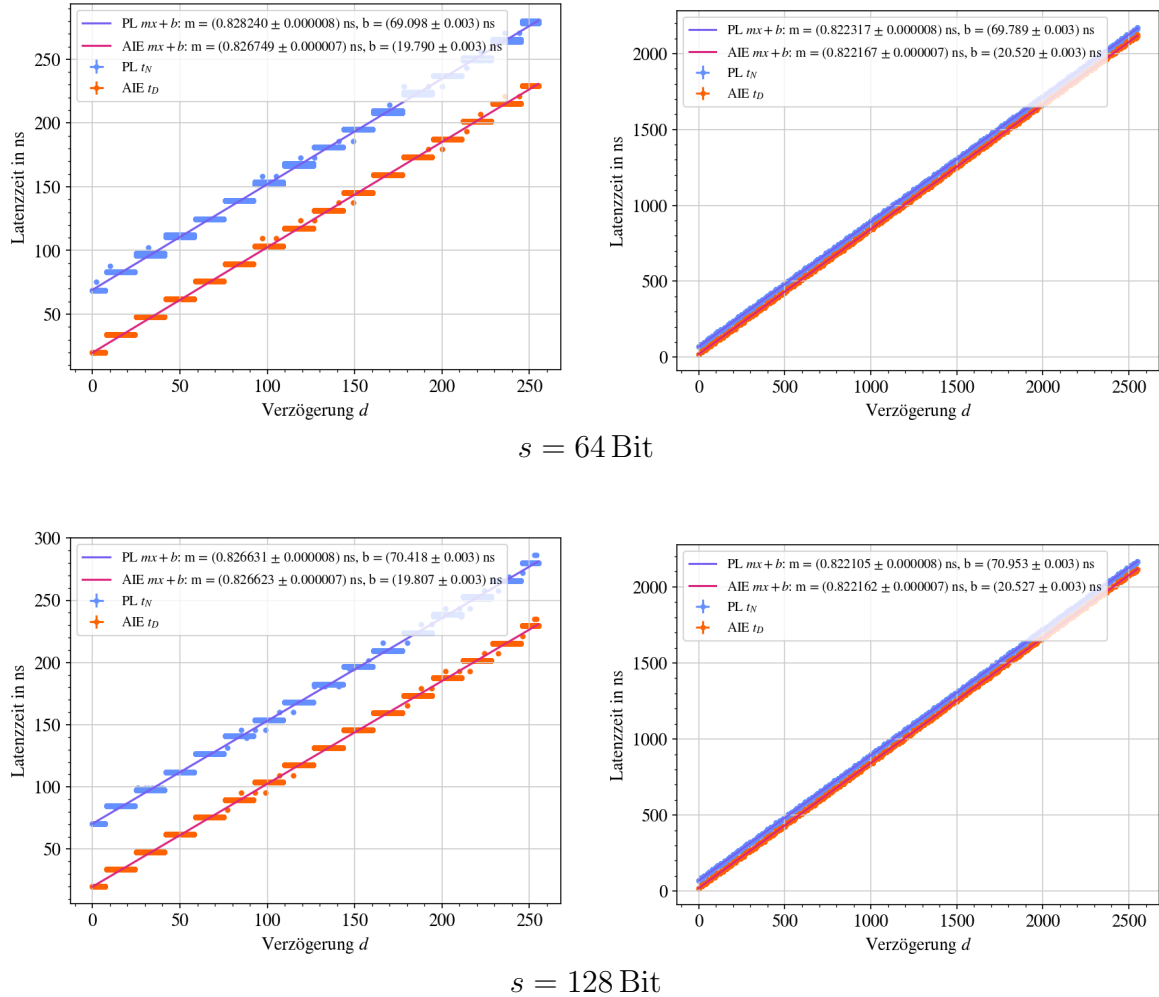 PL mx + b: m = (0.828240 ± 0.000008) ns, b = (69.098 ± 0.003) ns
AIE mx + b: m = (0.826749 ± 0.000007) ns, b = (19.790 ± 0.003) ns
PL t_N
AIE t_D
Latenzzeit in ns
250
200
150
100
50
0 50 100 150 200 250
Verzögerung d
PL mx + b: m = (0.822317 ± 0.000008) ns, b = (69.789 ± 0.003) ns
AIE mx + b: m = (0.822167 ± 0.000007) ns, b = (20.520 ± 0.003) ns
PL t_N
AIE t_D
Latenzzeit in ns
2000
1500
1000
500
0
0 500 1000 1500 2000 2500
Verzögerung d
s = 64 Bit
PL mx + b: m = (0.826631 ± 0.000008) ns, b = (70.418 ± 0.003) ns
AIE mx + b: m = (0.826623 ± 0.000007) ns, b = (19.807 ± 0.003) ns
PL t_N
AIE t_D
Latenzzeit in ns
300
250
200
150
100
50
0 50 100 150 200 250
Verzögerung d
PL mx + b: m = (0.822105 ± 0.000008) ns, b = (70.953 ± 0.003) ns
AIE mx + b: m = (0.822162 ± 0.000007) ns, b = (20.527 ± 0.003) ns
PL t_N
AIE t_D
Latenzzeit in ns
2000
1500
1000
500
0
0 500 1000 1500 2000 2500
Verzögerung d
s = 128 Bit